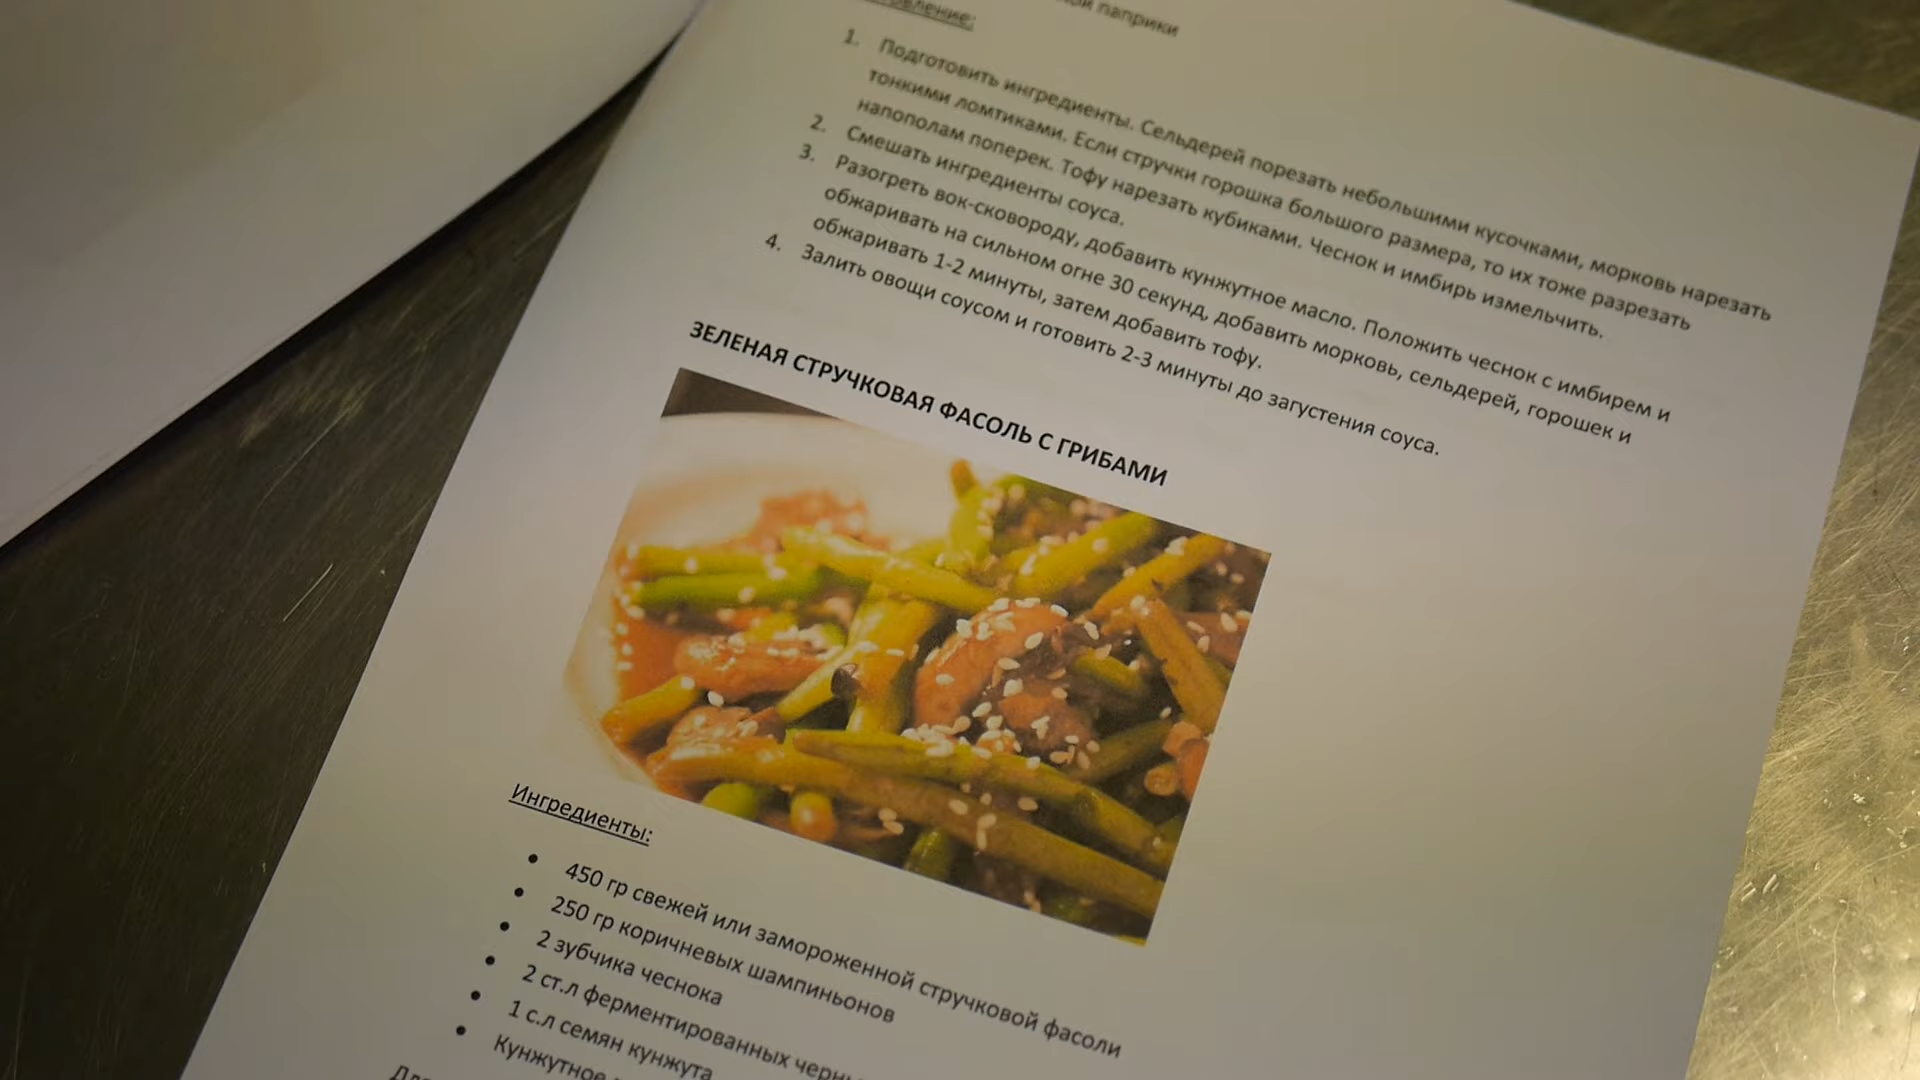 паприки
1. Подготовить ингредиенты. Сельдерей порезать небольшими кусочками, морковь нарезать
тонкими ломтиками. Если стручки горошка большого размера, то их тоже разрезать
напополам поперек. Тофу нарезать кубиками. Чеснок и имбирь измельчить.
2. Смешать ингредиенты соуса.
3. Разогреть вок-сковороду, добавить кунжутное масло. Положить чеснок с имбирем и
обжаривать на сильном огне 30 секунд, добавить морковь, сельдерей, горошек и
обжаривать 1-2 минуты, затем добавить тофу.
4. Залить овощи соусом и готовить 2-3 минуты до загустения соуса.
ЗЕЛЕНАЯ СТРУЧКОВАЯ ФАСОЛЬ С ГРИБАМИ
Ингредиенты:
• 450 гр свежей или замороженной стручковой фасоли
• 250 гр коричневых шампиньонов
• 2 зубчика чеснока
• 2 ст.л ферментированных
• 1 с.л семян кунжута
• Кунжутное